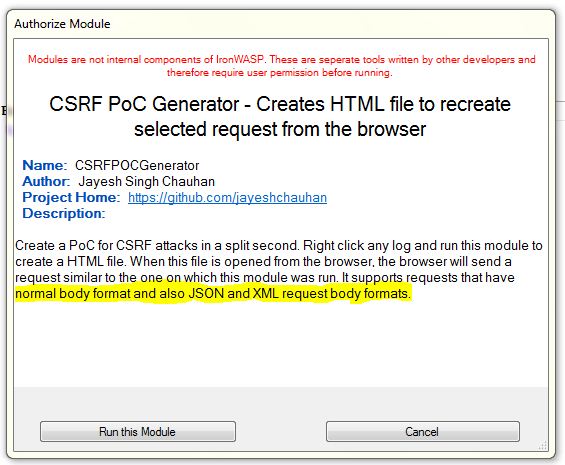 Authorize Module
Modules are not internal components of IronWASP. These are seperate tools written by other developers and
therefore require user permission before running.
CSRF PoC Generator - Creates HTML file to recreate
selected request from the browser
Name: CSRFPOCGenerator
Author: Jayesh Singh Chauhan
Project Home: https://github.com/jayeshchauhan
Description:
Create a PoC for CSRF attacks in a split second. Right click any log and run this module to
create a HTML file. When this file is opened from the browser, the browser will send a
request similar to the one on which this module was run. It supports requests that have
normal body format and also JSON and XML request body formats.
Run this Module
Cancel